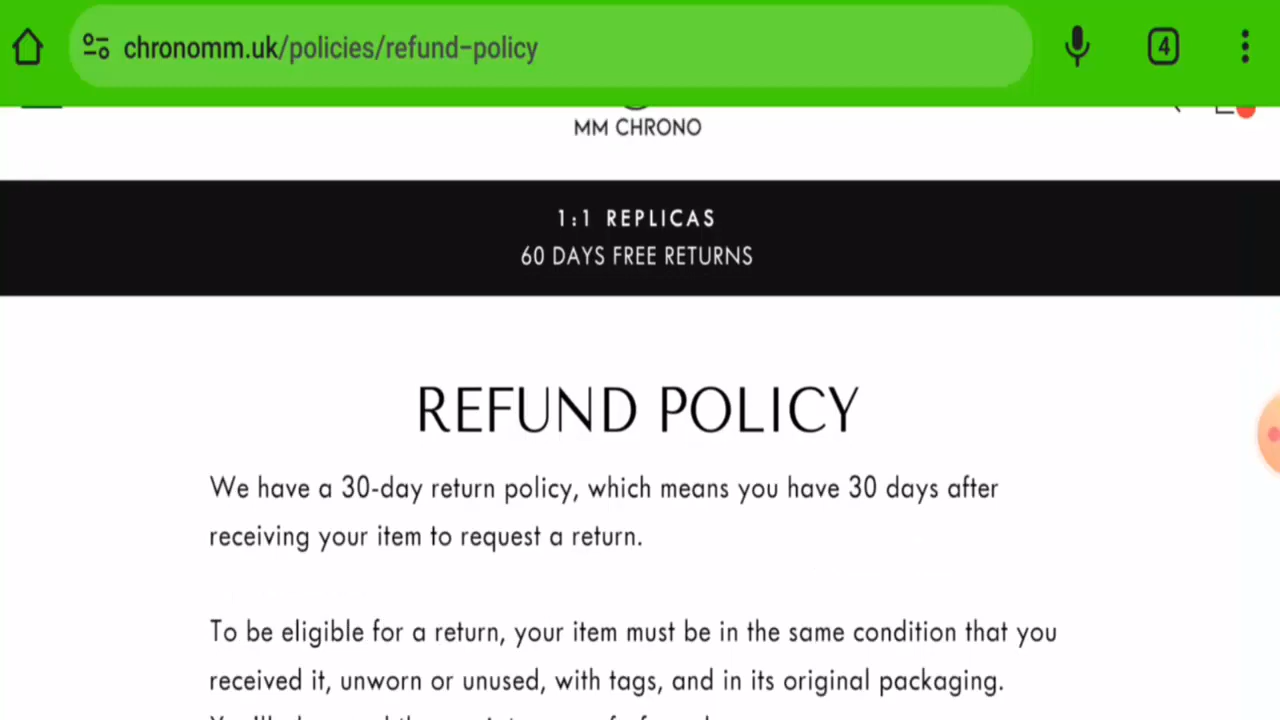 chronomm.uk/policies/refund-policy
4
MM CHRONO
1:1 REPLICAS
60 DAYS FREE RETURNS
REFUND POLICY
We have a 30-day return policy, which means you have 30 days after
receiving your item to request a return.
To be eligible for a return, your item must be in the same condition that you
received it, unworn or unused, with tags, and in its original packaging.